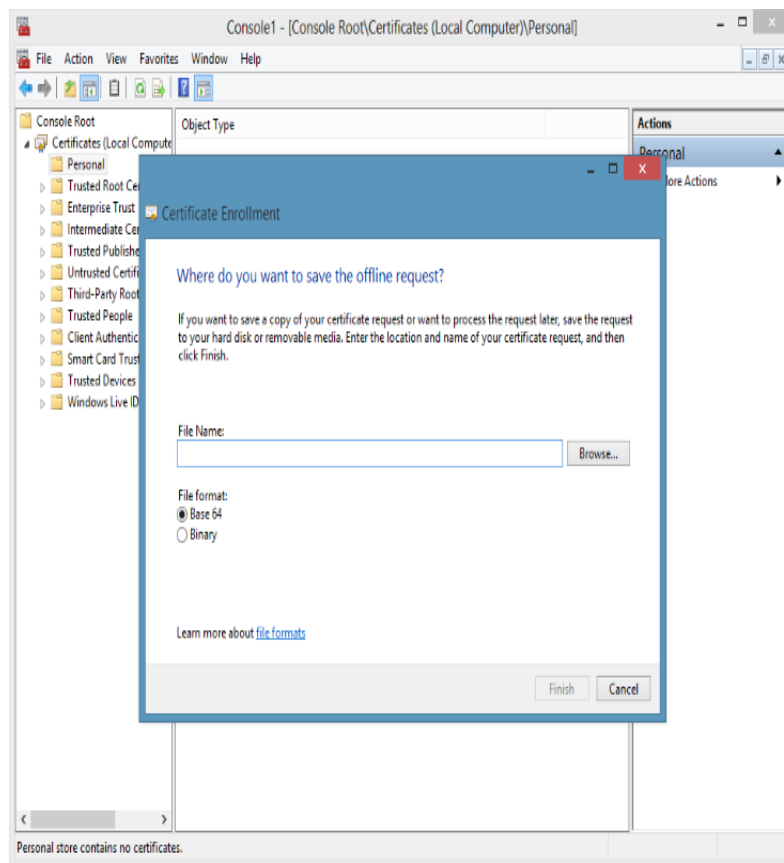 Console1 - [Console Root\Certificates (Local Computer)\Personal]
File Action View Favorites Window Help
Console Root
Certificates (Local Compute
Personal
Trusted Root Ce
Enterprise Trust
Intermediate Cer
Trusted Publishe
Untrusted Certifi
Third-Party Root
Trusted People
Client Authentic
Smart Card Trust
Trusted Devices
Windows Live ID
Object Type
Actions
Personal
More Actions
Certificate Enrollment
Where do you want to save the offline request?
If you want to save a copy of your certificate request or want to process the request later, save the request
to your hard disk or removable media. Enter the location and name of your certificate request, and then
click Finish.
File Name:
Browse...
File format:
Base 64
Binary
Learn more about file formats
Finish Cancel
Personal store contains no certificates.